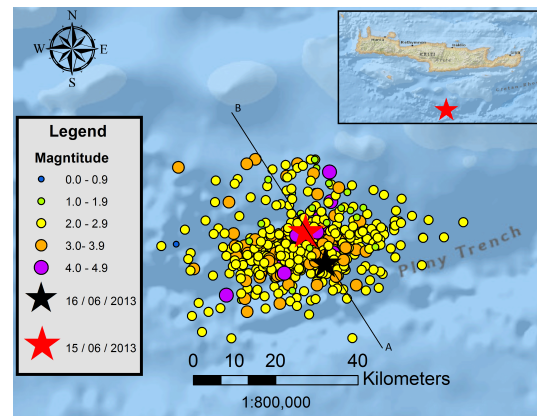 N
W E
S
B
Legend
Magntitude
0.0 - 0.9
1.0 - 1.9
2.0 - 2.9
3.0- 3.9
4.0 - 4.9
16 / 06 / 2013
15 / 06 / 2013
Pliny Trench
A
0 10 20 40
Kilometers
1:800,000